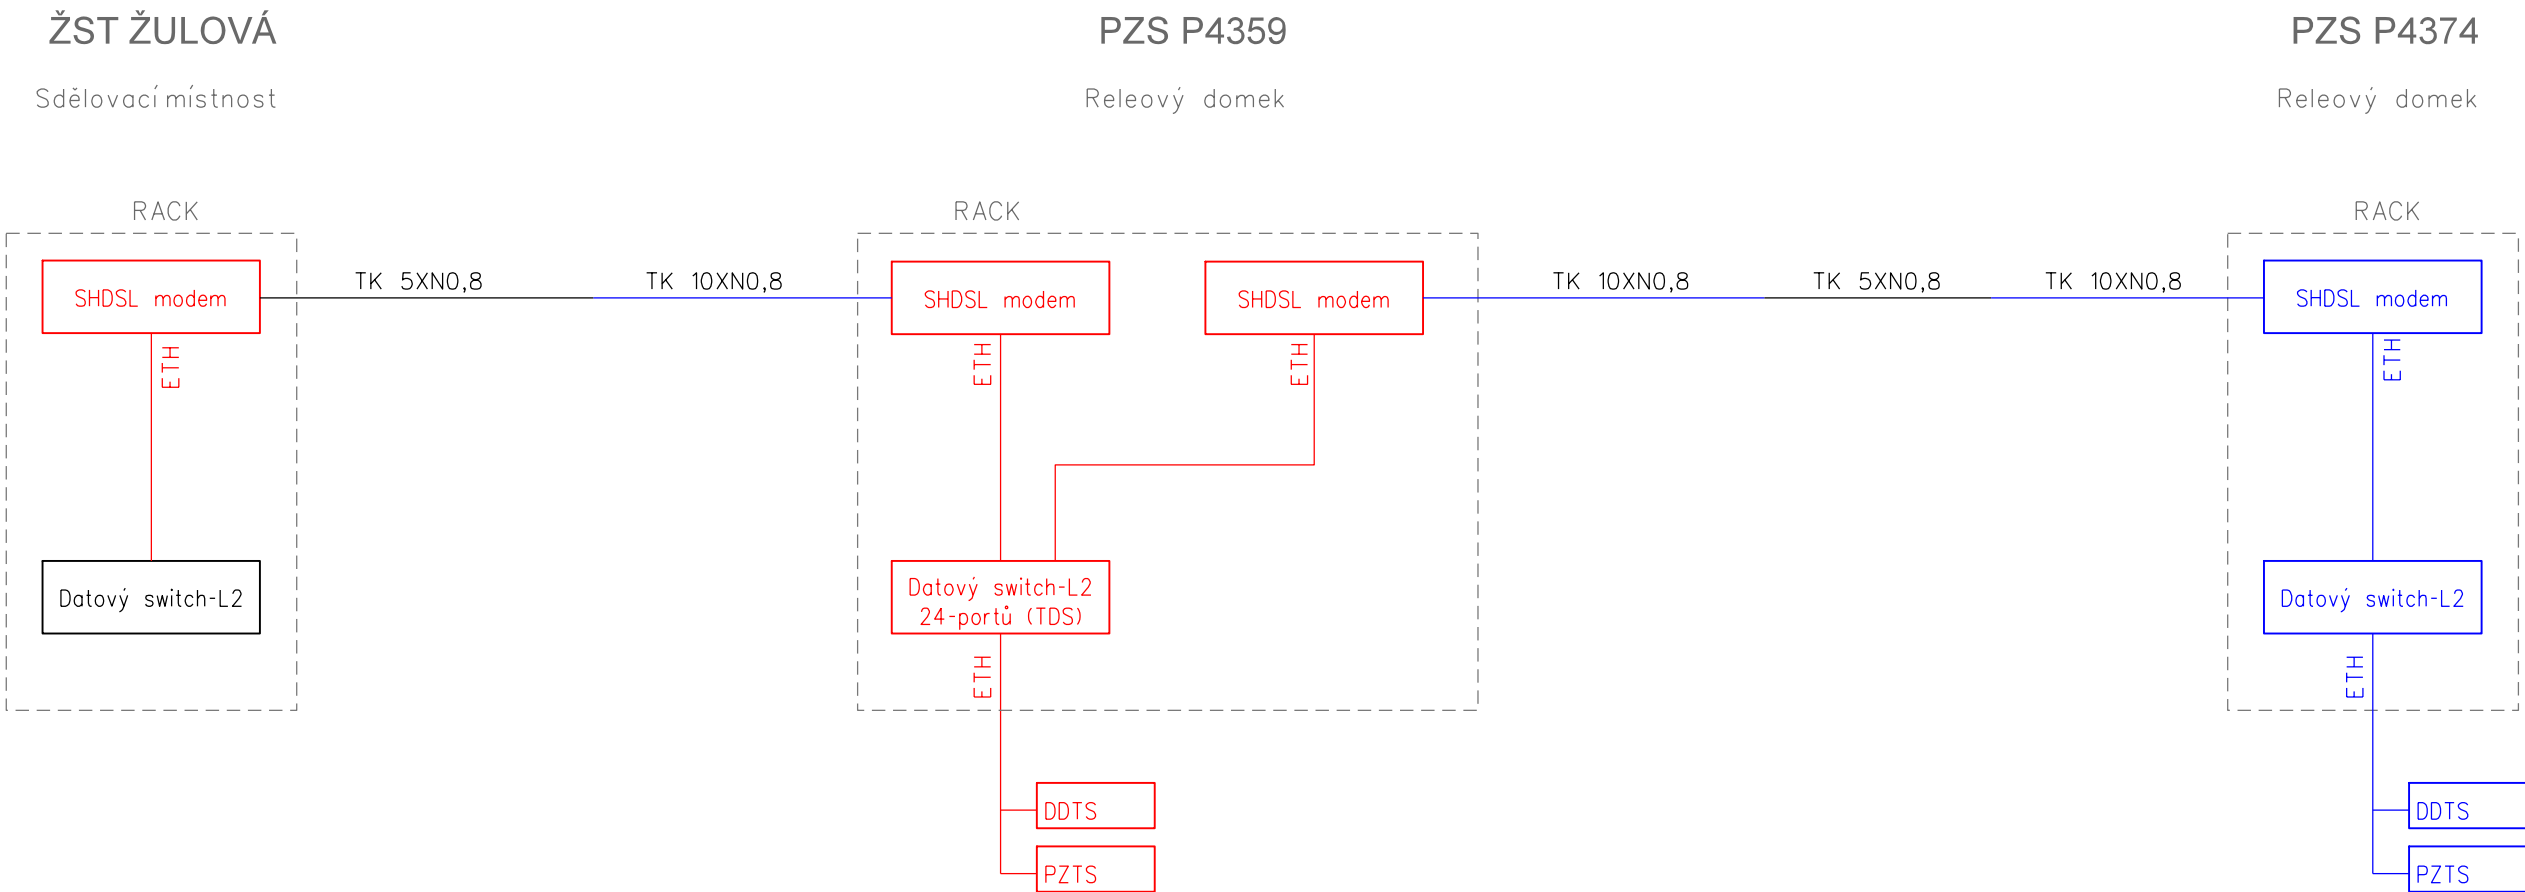 ŽST ŽULOVÁ
Sdělovací místnost
RACK
SHDSL modem
ETH
Datový switch-L2
TK 5XN0,8
TK 10XN0,8
PZS P4359
Releový domek
RACK
SHDSL modem
SHDSL modem
ETH
ETH
Datový switch-L2
24-portů (TDS)
ETH
DDTS
PZTS
TK 10XN0,8
TK 5XN0,8
TK 10XN0,8
PZS P4374
Releový domek
RACK
SHDSL modem
ETH
Datový switch-L2
ETH
DDTS
PZTS